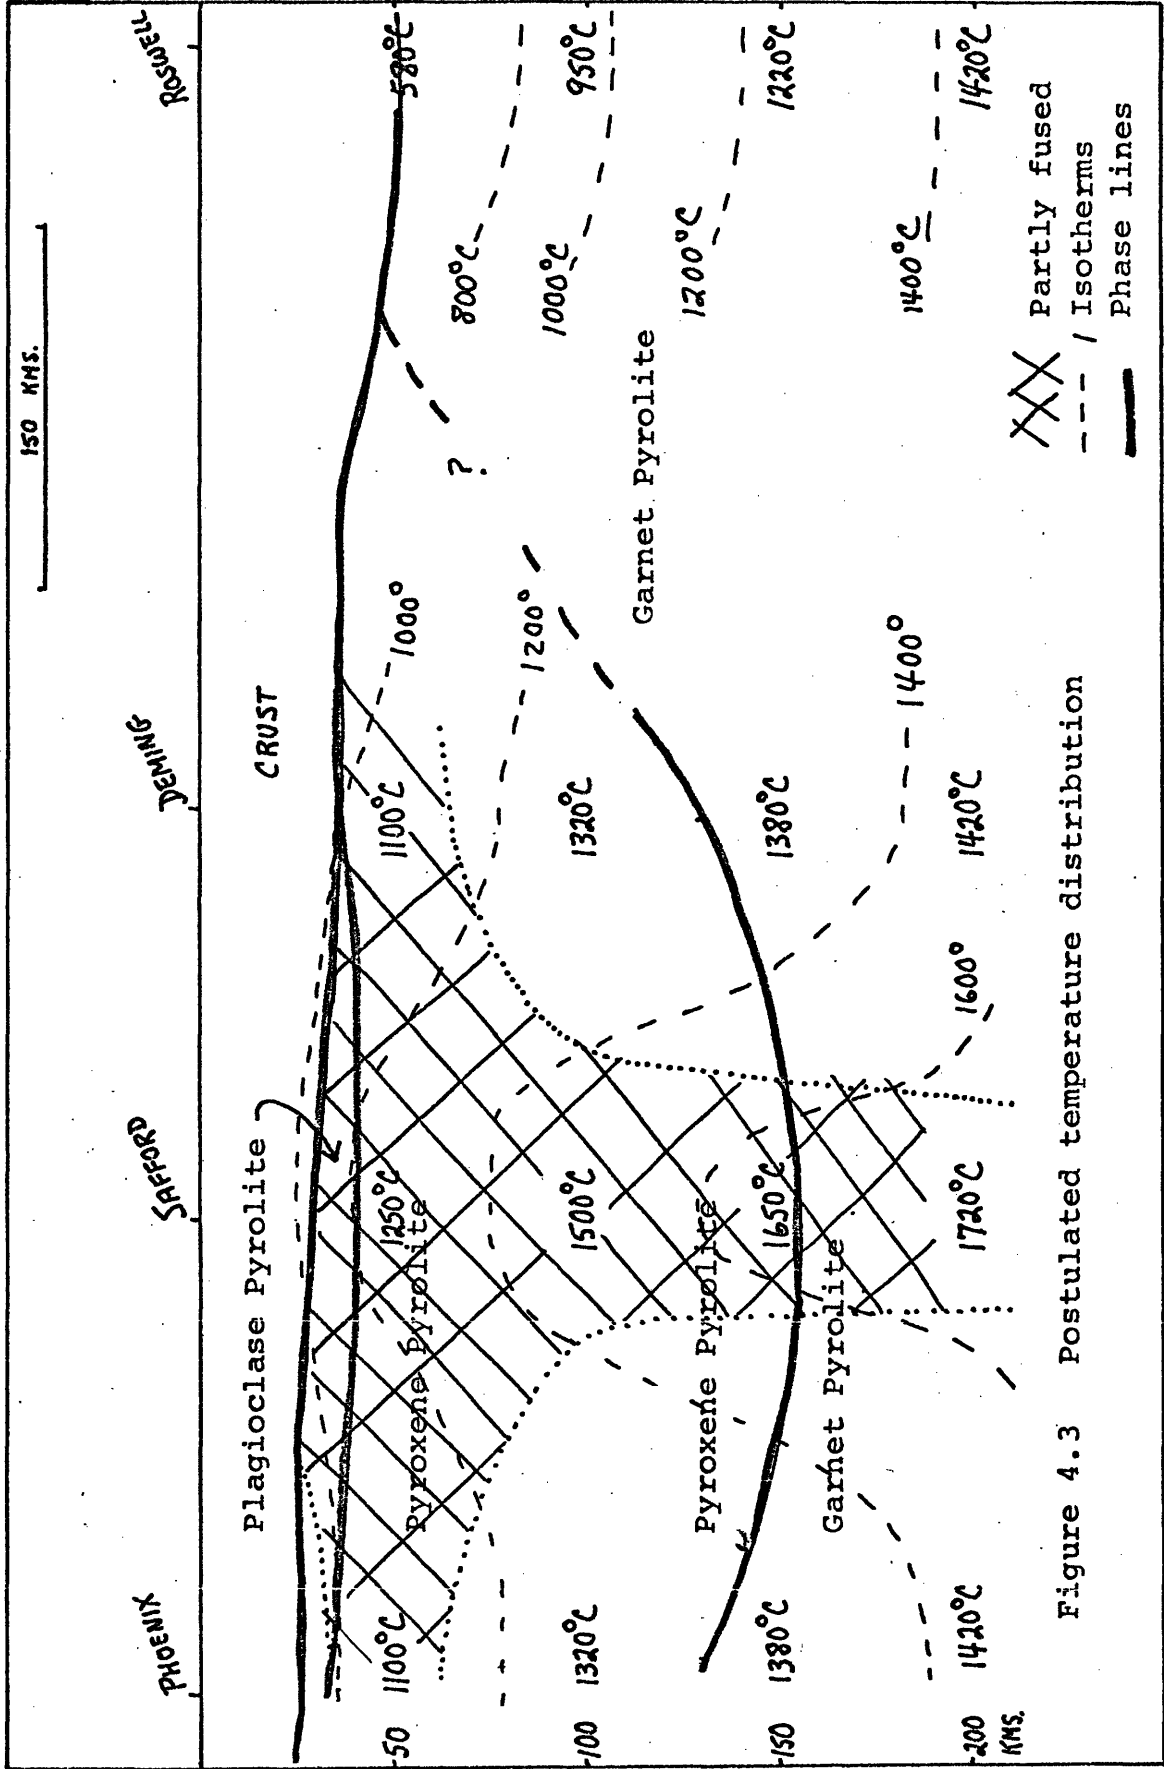 150 KMS.
PHOENIX
SAFFORD
DEMING
ROSWELL
CRUST
Plagioclase Pyrolite
1000°
580°C
-50
1100°C
1250°C
1100°C
Pyroxene Pyrolite
800°C
1200°
1000°C
950°C
-100
1320°C
1500°C
1320°C
Garnet Pyrolite
1200°C
Pyroxene Pyrolite
1220°C
-150
1380°C
1650°C
1380°C
Garnet Pyrolite
1400°
1400°C
1600°
-200
KMS.
1420°C
1720°C
1420°C
1420°C
Partly fused
Isotherms
Phase lines
Figure 4.3 Postulated temperature distribution
?